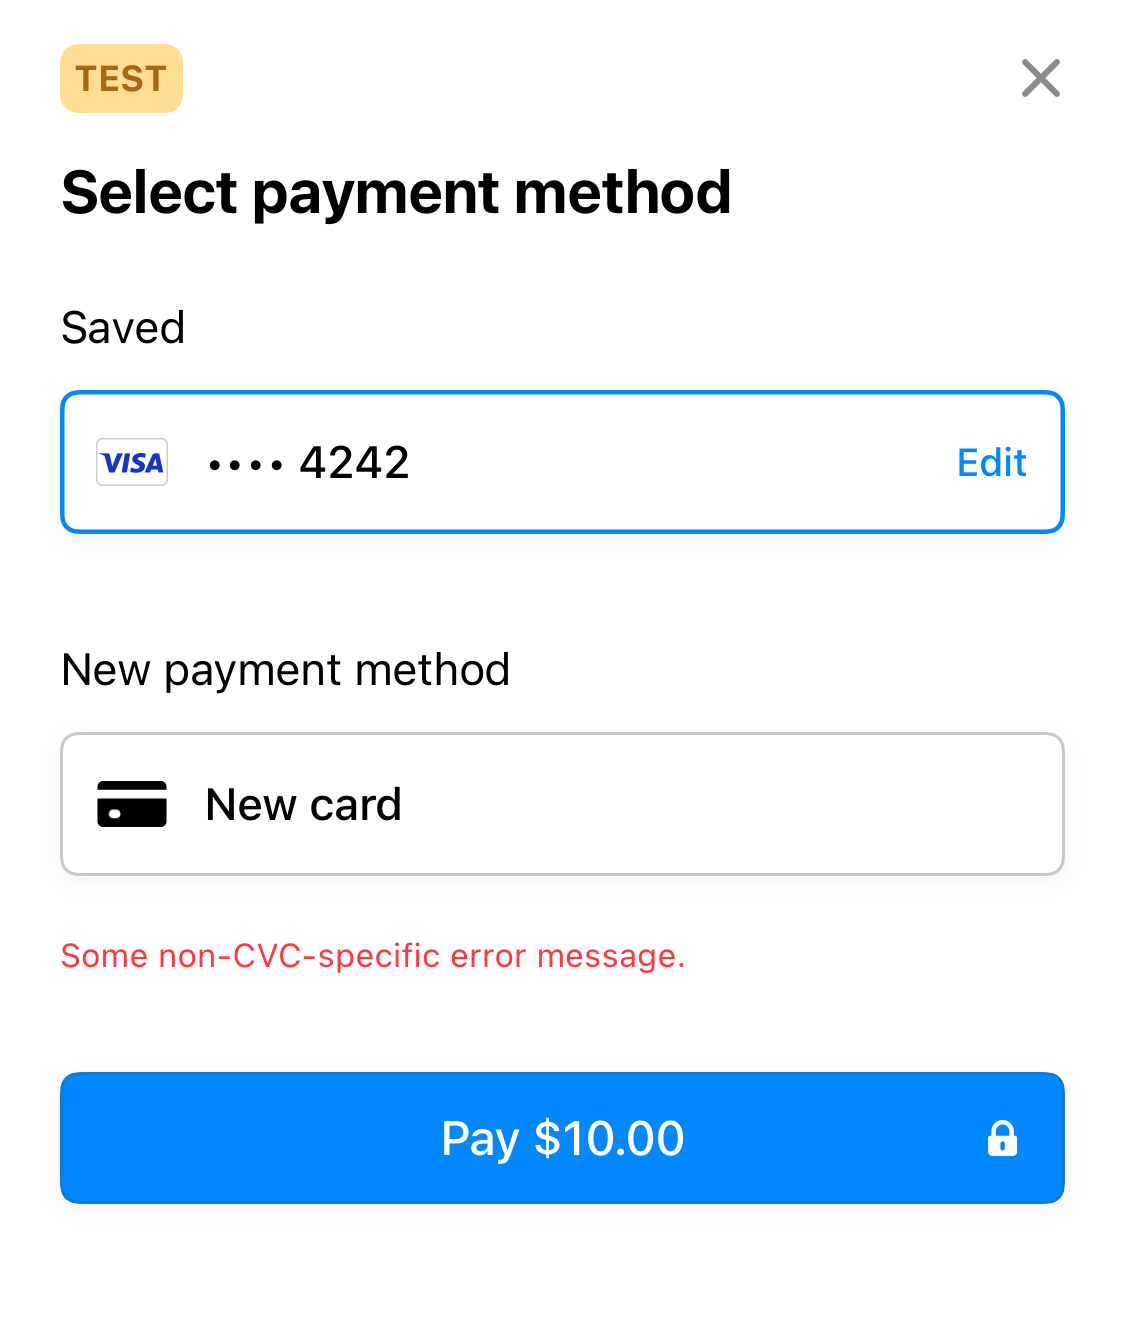 TEST
Select payment method
Saved
VISA •••• 4242 Edit
New payment method
New card
Some non-CVC-specific error message.
Pay $10.00